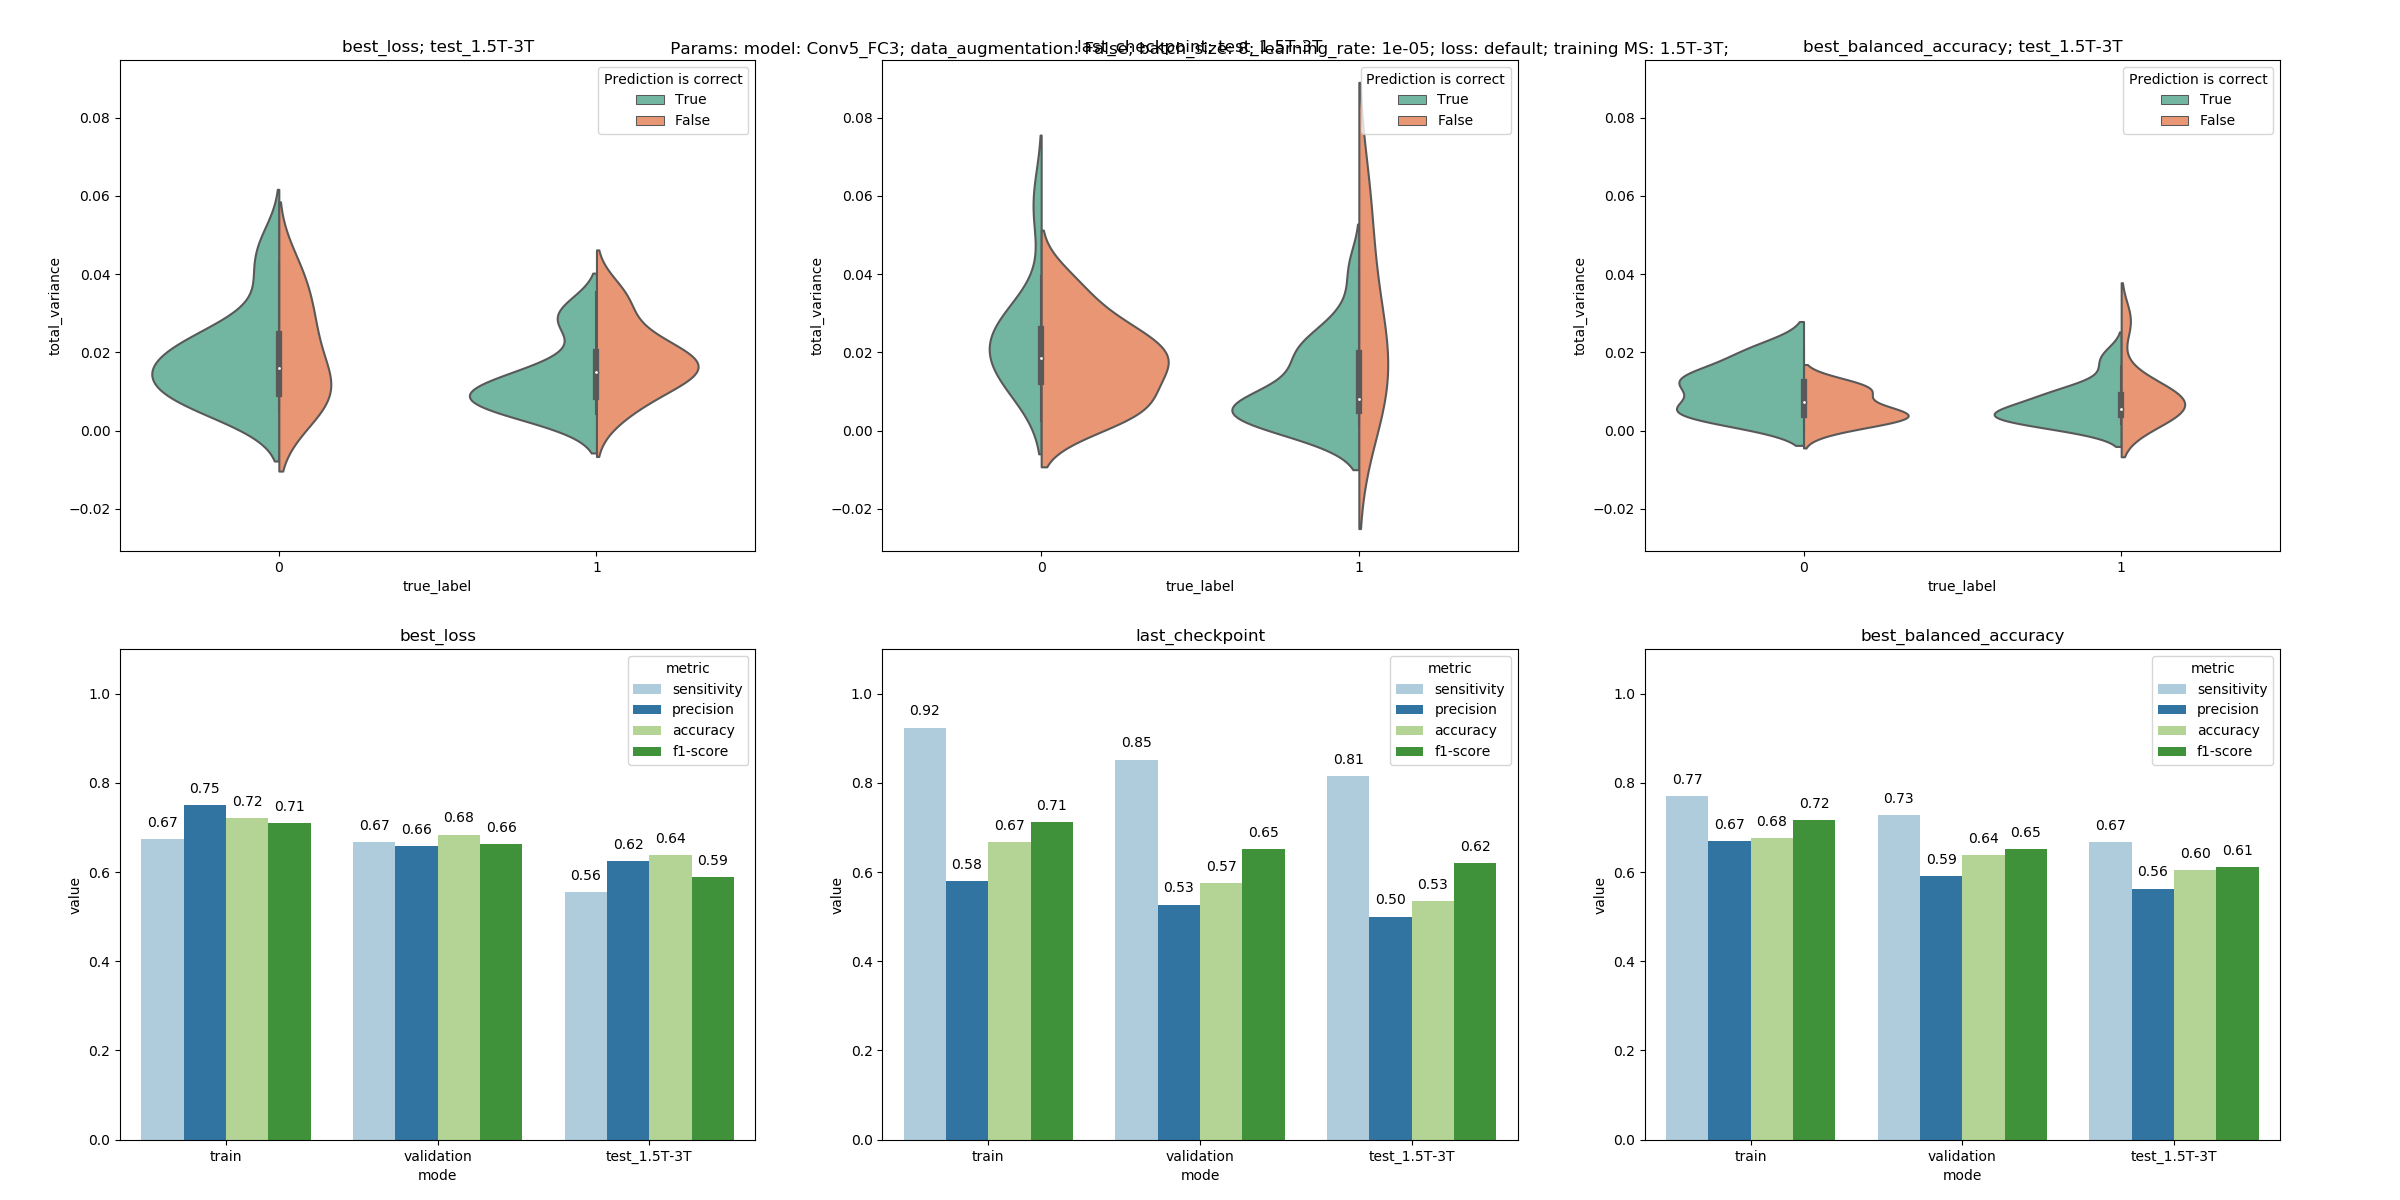 Params: model: Conv5_FC3; data_augmentation: False; batch_size: 8; learning_rate: 1e-05; loss: default; training MS: 1.5T-3T;
best_loss; test_1.5T-3T
last_checkpoint; test_1.5T-3T
best_balanced_accuracy; test_1.5T-3T
Prediction is correct
True
False
0.08
0.06
0.04
0.02
0.00
−0.02
total_variance
0 1
true_label
Prediction is correct
True
False
0.08
0.06
0.04
0.02
0.00
−0.02
total_variance
0 1
true_label
Prediction is correct
True
False
0.08
0.06
0.04
0.02
0.00
−0.02
total_variance
0 1
true_label
best_loss
metric
sensitivity
precision
accuracy
f1-score
1.0
0.8
0.6
0.4
0.2
0.0
value
0.67 0.75 0.72 0.71
0.67 0.66 0.68 0.66
0.56 0.62 0.64 0.59
train validation test_1.5T-3T
mode
last_checkpoint
metric
sensitivity
precision
accuracy
f1-score
1.0
0.8
0.6
0.4
0.2
0.0
value
0.92 0.58 0.67 0.71
0.85 0.53 0.57 0.65
0.81 0.50 0.53 0.62
train validation test_1.5T-3T
mode
best_balanced_accuracy
metric
sensitivity
precision
accuracy
f1-score
1.0
0.8
0.6
0.4
0.2
0.0
value
0.77 0.67 0.68 0.72
0.73 0.59 0.64 0.65
0.67 0.56 0.60 0.61
train validation test_1.5T-3T
mode